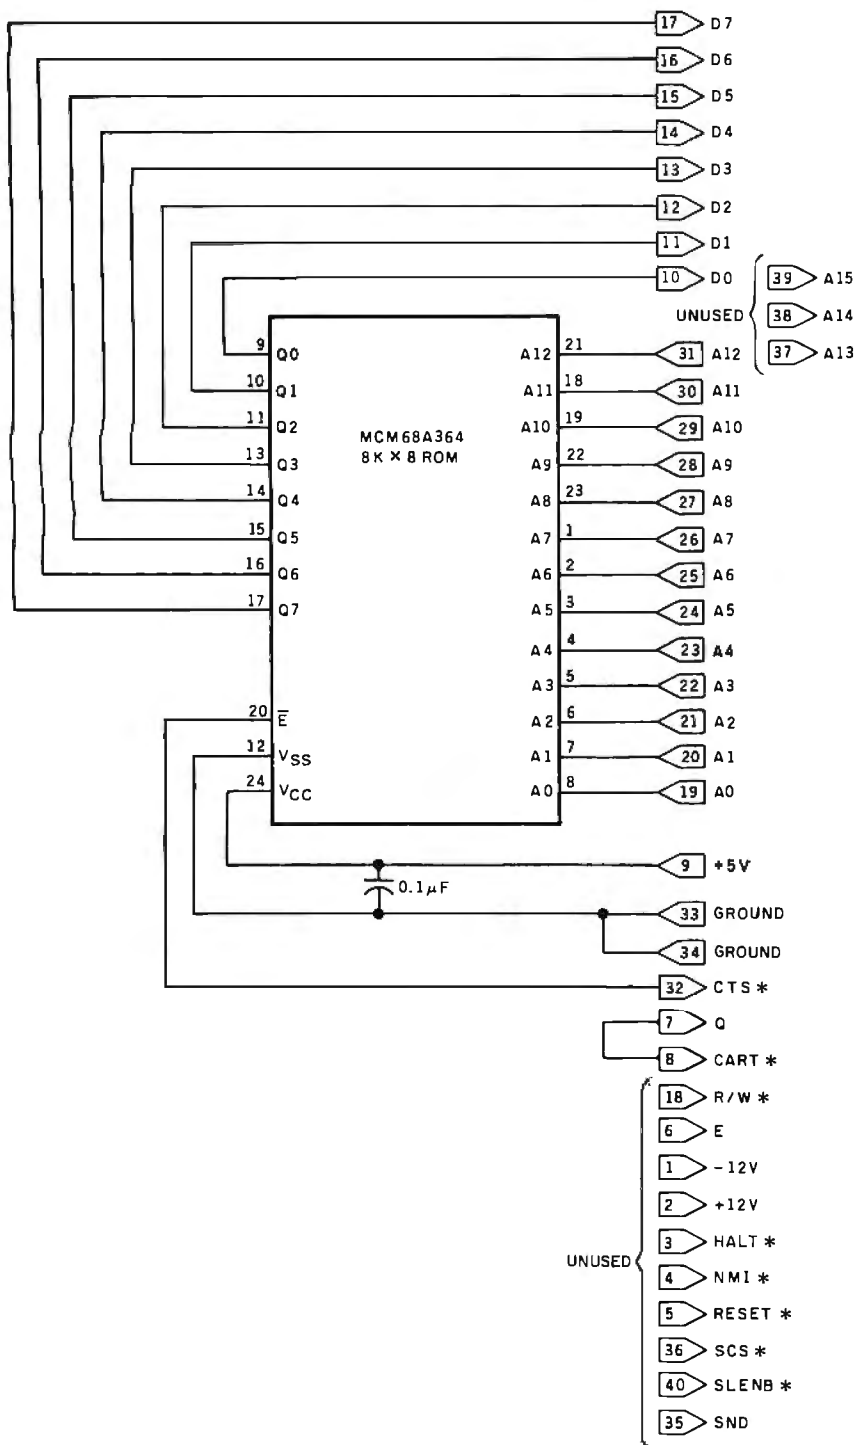 17 D7
16 D6
15 D5
14 D4
13 D3
12 D2
11 D1
10 D0
UNUSED
39 A15
38 A14
37 A13
MCM68A364
8K × 8 ROM
9 Q0
10 Q1
11 Q2
13 Q3
14 Q4
15 Q5
16 Q6
17 Q7
20 E̅
12 VSS
24 VCC
A12 21 31 A12
A11 18 30 A11
A10 19 29 A10
A9 22 28 A9
A8 23 27 A8
A7 1 26 A7
A6 2 25 A6
A5 3 24 A5
A4 4 23 A4
A3 5 22 A3
A2 6 21 A2
A1 7 20 A1
A0 8 19 A0
9 +5V
0.1µF
33 GROUND
34 GROUND
32 CTS *
7 Q
8 CART *
UNUSED
18 R/W *
6 E
1 -12V
2 +12V
3 HALT *
4 NMI *
5 RESET *
36 SCS *
40 SLENB *
35 SND